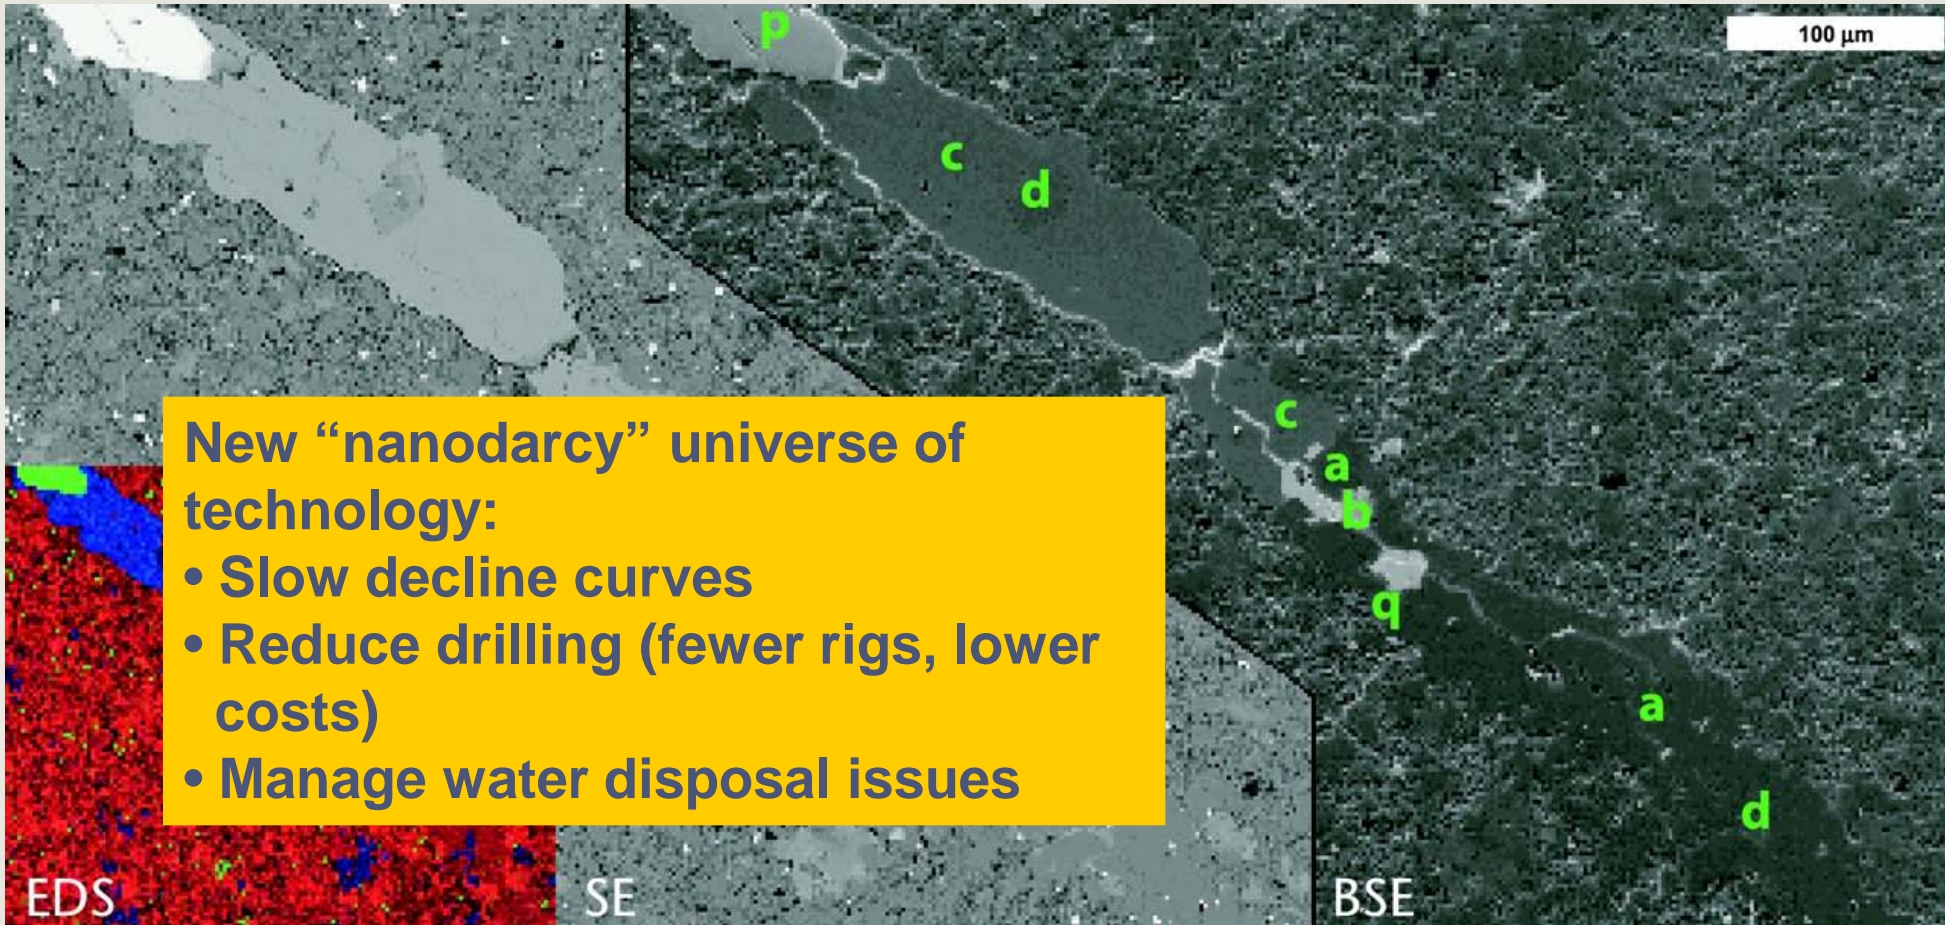 100 μm
p
c
d
c
a
b
q
a
d
New “nanodarcy” universe of
technology:
• Slow decline curves
• Reduce drilling (fewer rigs, lower
costs)
• Manage water disposal issues
EDS
SE
BSE